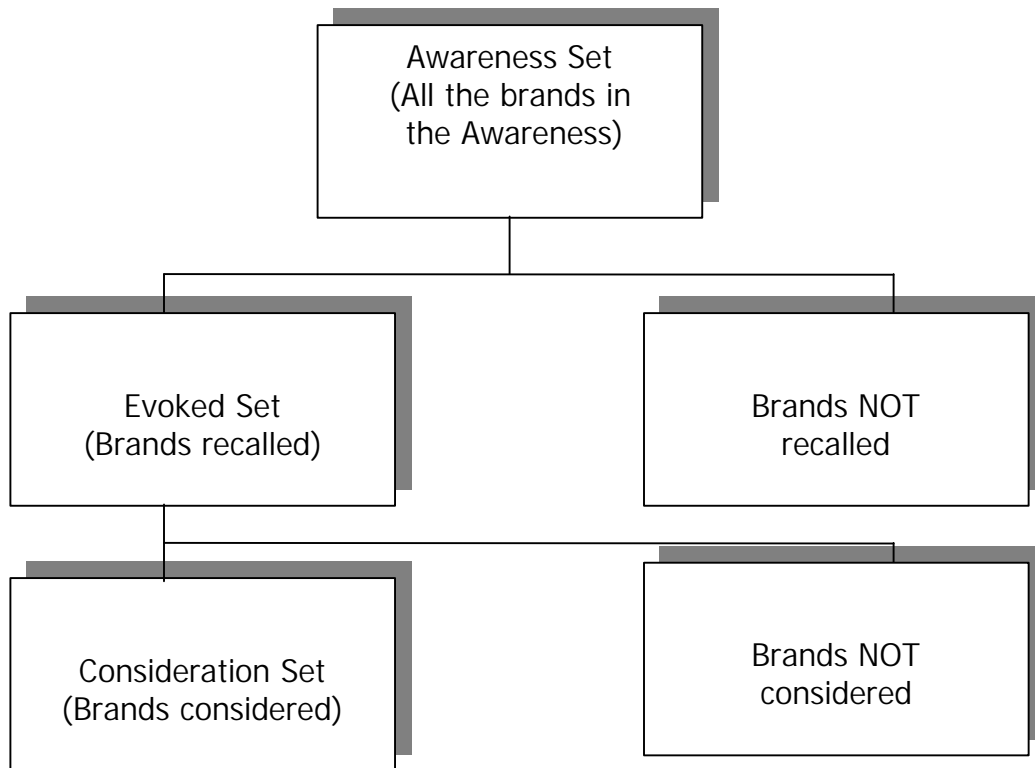 Awareness Set
(All the brands in
the Awareness)
Evoked Set
(Brands recalled)
Brands NOT
recalled
Consideration Set
(Brands considered)
Brands NOT
considered